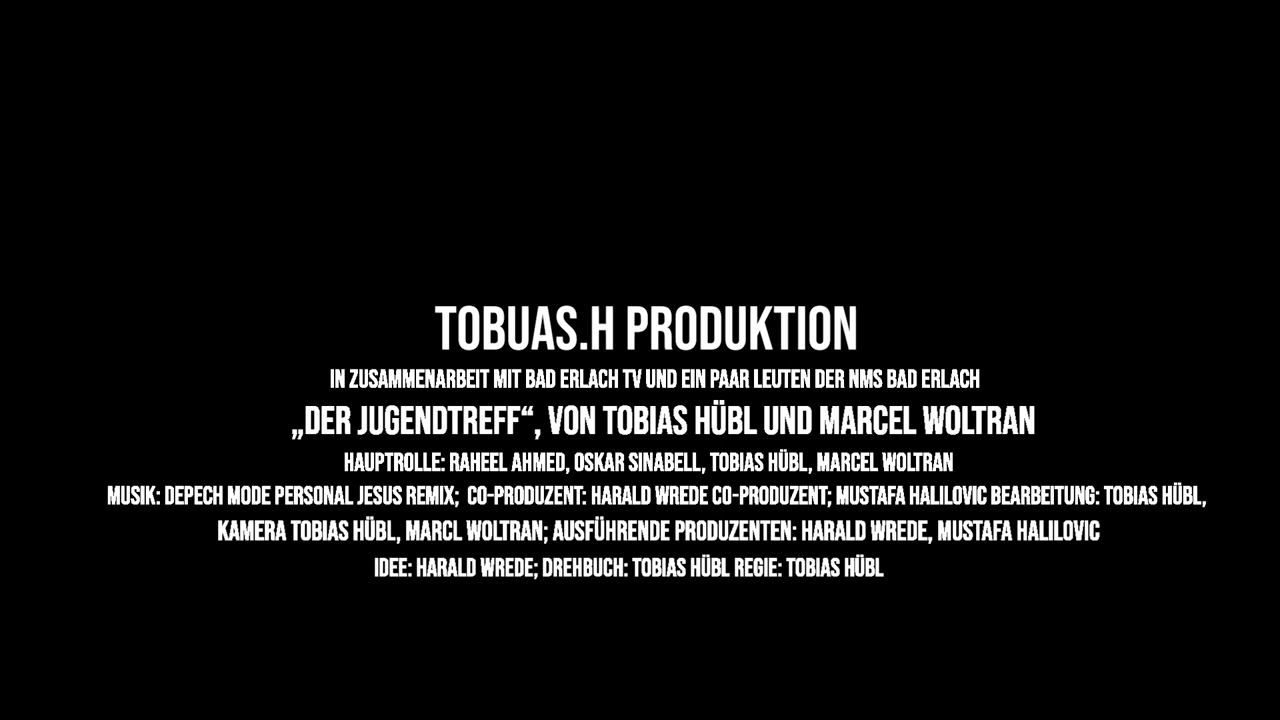 TOBUAS.H PRODUKTION
IN ZUSAMMENARBEIT MIT BAD ERLACH TV UND EIN PAAR LEUTEN DER NMS BAD ERLACH
„DER JUGENDTREFF“, VON TOBIAS HÜBL UND MARCEL WOLTRAN
HAUPTROLLE: RAHEEL AHMED, OSKAR SINABELL, TOBIAS HÜBL, MARCEL WOLTRAN
MUSIK: DEPECH MODE PERSONAL JESUS REMIX;  CO-PRODUZENT: HARALD WREDE CO-PRODUZENT; MUSTAFA HALILOVIC BEARBEITUNG: TOBIAS HÜBL,
KAMERA TOBIAS HÜBL, MARCL WOLTRAN; AUSFÜHRENDE PRODUZENTEN: HARALD WREDE, MUSTAFA HALILOVIC
IDEE: HARALD WREDE; DREHBUCH: TOBIAS HÜBL REGIE: TOBIAS HÜBL